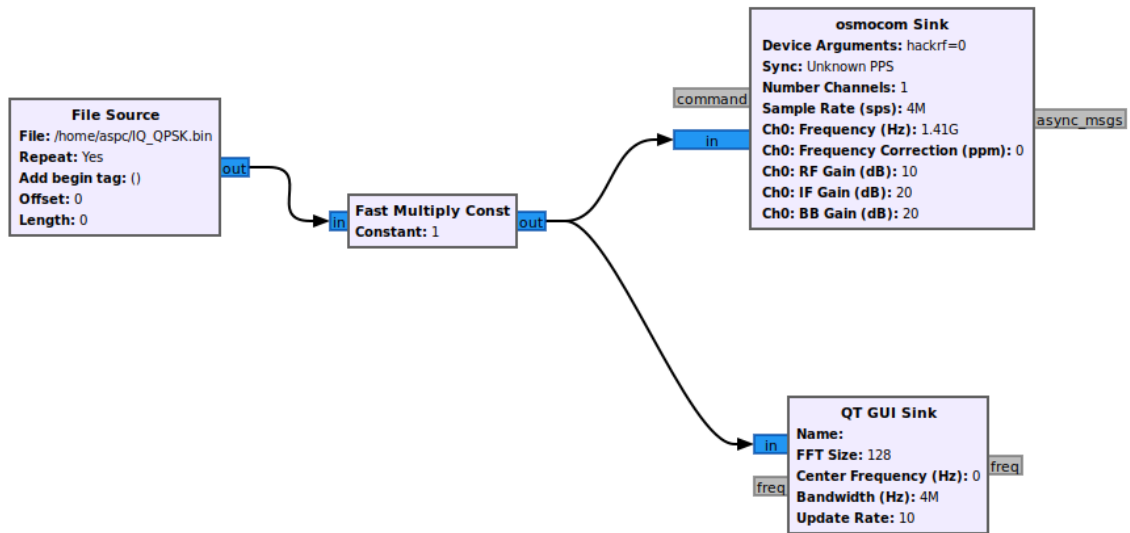 File Source
File: /home/aspc/IQ_QPSK.bin
Repeat: Yes
Add begin tag: ()
Offset: 0
Length: 0
out
in
Fast Multiply Const
Constant: 1
out
osmocom Sink
Device Arguments: hackrf=0
Sync: Unknown PPS
Number Channels: 1
Sample Rate (sps): 4M
Ch0: Frequency (Hz): 1.41G
Ch0: Frequency Correction (ppm): 0
Ch0: RF Gain (dB): 10
Ch0: IF Gain (dB): 20
Ch0: BB Gain (dB): 20
command
in
async_msgs
QT GUI Sink
Name:
FFT Size: 128
Center Frequency (Hz): 0
Bandwidth (Hz): 4M
Update Rate: 10
in
freq
freq